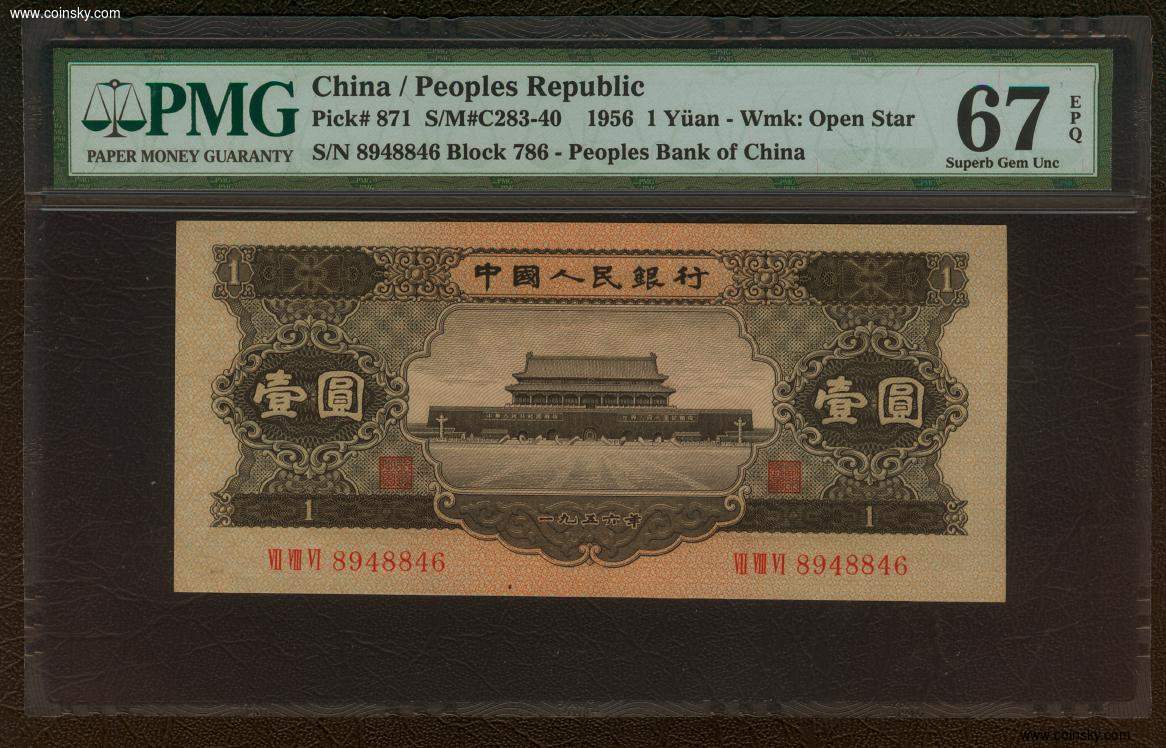 www.coinsky.com
PMG
PAPER MONEY GUARANTY
China / Peoples Republic
Pick# 871 S/M#C283-40 1956 1 Yüan - Wmk: Open Star
S/N 8948846 Block 786 - Peoples Bank of China
67
EPQ
Superb Gem Unc
1
中國人民銀行
1
壹圓
壹圓
1
一九五六年
1
VII VIII VI 8948846
VII VIII VI 8948846
www.coinsky.com